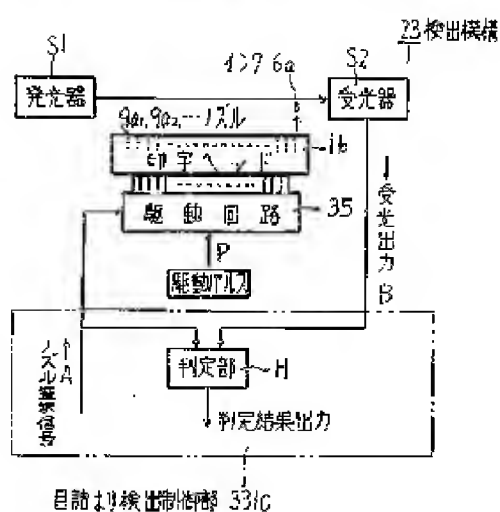 23検出機構
S1
S2
インク 6a
発光器
受光器
9a1, 9a2, …ノズル
印字ヘッド
1b
駆動回路
35
受光出力
B
P
駆動パルス
判定部
H
A
ノズル選択信号
判定結果出力
目詰まり検出制御部 331C